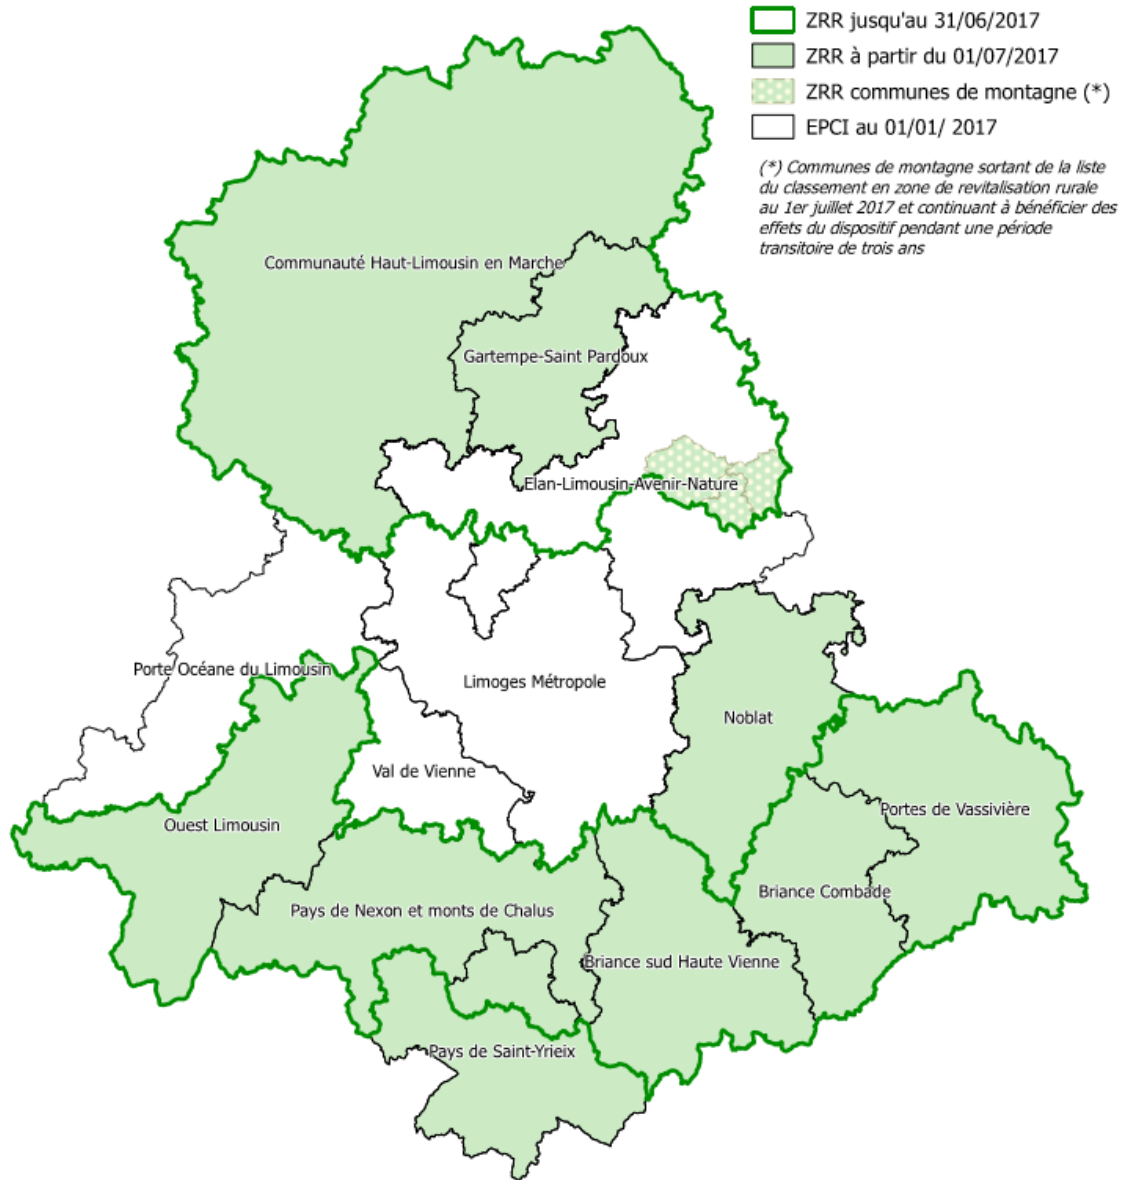 ZRR jusqu'au 31/06/2017
ZRR à partir du 01/07/2017
ZRR communes de montagne (*)
EPCI au 01/01/ 2017
(*) Communes de montagne sortant de la liste
du classement en zone de revitalisation rurale
au 1er juillet 2017 et continuant à bénéficier des
effets du dispositif pendant une période
transitoire de trois ans
Communauté Haut-Limousin en Marche
Gartempe-Saint Pardoux
Elan-Limousin-Avenir-Nature
Porte Océane du Limousin
Limoges Métropole
Noblat
Val de Vienne
Portes de Vassivière
Ouest Limousin
Briance Combade
Pays de Nexon et monts de Chalus
Briance sud Haute Vienne
Pays de Saint-Yrieix